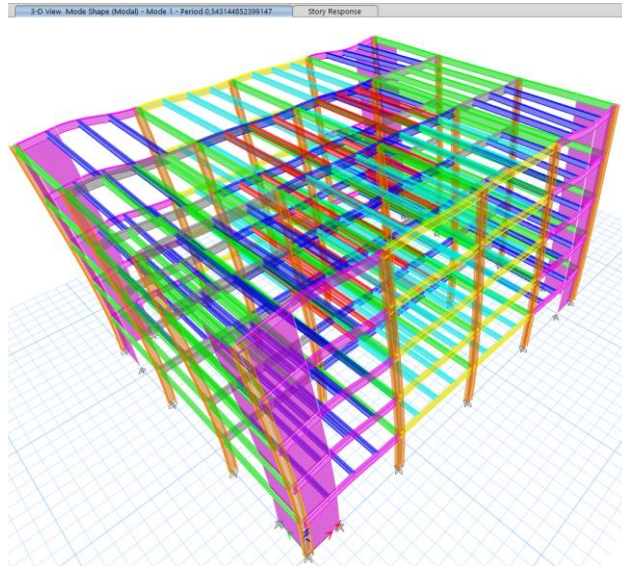 3-D View Mode Shape (Modal) - Mode 1 - Period 0,543144852399147
Story Response